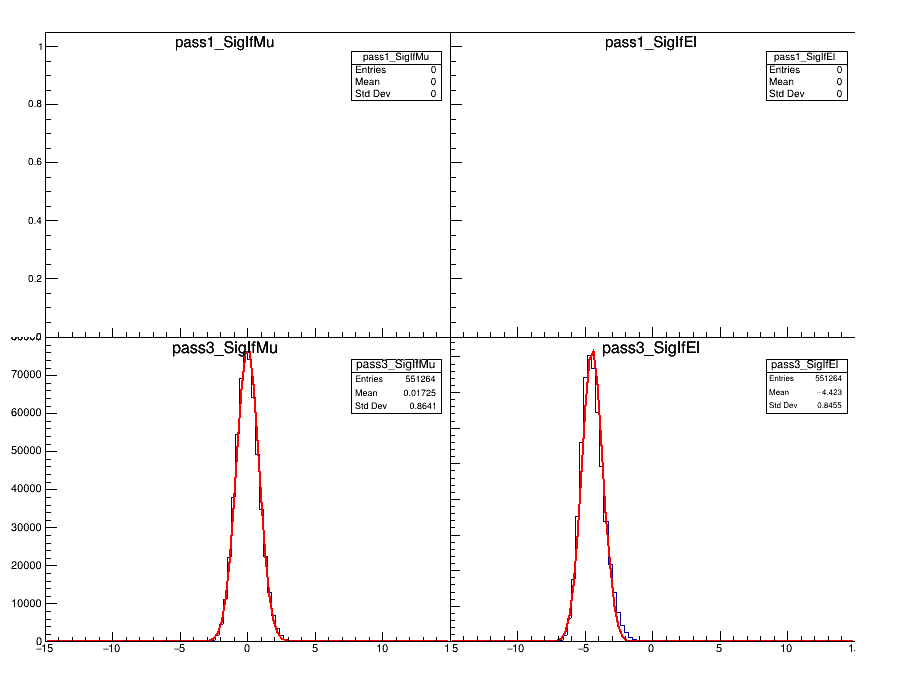 pass1_SigIfMu
pass1_SigIfMu
Entries 0
Mean 0
Std Dev 0
1
0.8
0.6
0.4
0.2
pass1_SigIfEl
pass1_SigIfEl
Entries 0
Mean 0
Std Dev 0
pass3_SigIfMu
pass3_SigIfMu
Entries 551264
Mean 0.01725
Std Dev 0.8641
70000
60000
50000
40000
30000
20000
10000
0
−15 −10 −5 0 5 10
pass3_SigIfEl
pass3_SigIfEl
Entries 551264
Mean −4.423
Std Dev 0.8455
−10 −5 0 5 10